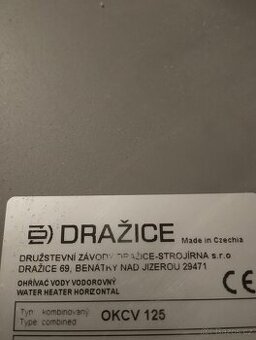 DRAŽICE
Made in Czechia
DRUŽSTEVNÍ ZÁVODY DRAŽICE-STROJÍRNA s.r.o
DRAŽICE 69, BENÁTKY NAD JIZEROU 29471
OHŘÍVAČ VODY VODOROVNÝ
WATER HEATER HORIZONTAL
CE
Typ: kombinovaný
Type: combined
OKCV 125